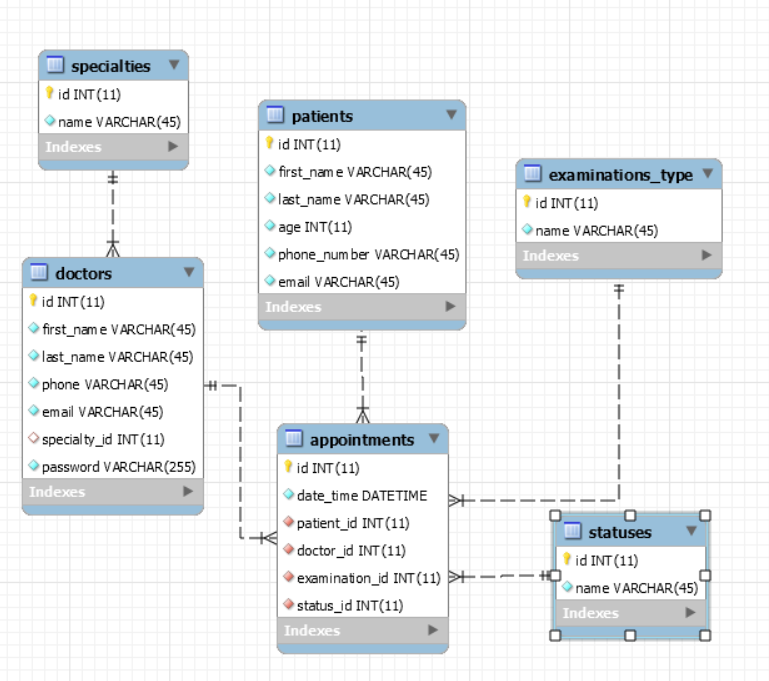 specialties
id INT(11)
name VARCHAR(45)
Indexes
patients
id INT(11)
first_name VARCHAR(45)
last_name VARCHAR(45)
age INT(11)
phone_number VARCHAR(45)
email VARCHAR(45)
Indexes
examinations_type
id INT(11)
name VARCHAR(45)
Indexes
doctors
id INT(11)
first_name VARCHAR(45)
last_name VARCHAR(45)
phone VARCHAR(45)
email VARCHAR(45)
specialty_id INT(11)
password VARCHAR(255)
Indexes
appointments
id INT(11)
date_time DATETIME
patient_id INT(11)
doctor_id INT(11)
examination_id INT(11)
status_id INT(11)
Indexes
statuses
id INT(11)
name VARCHAR(45)
Indexes